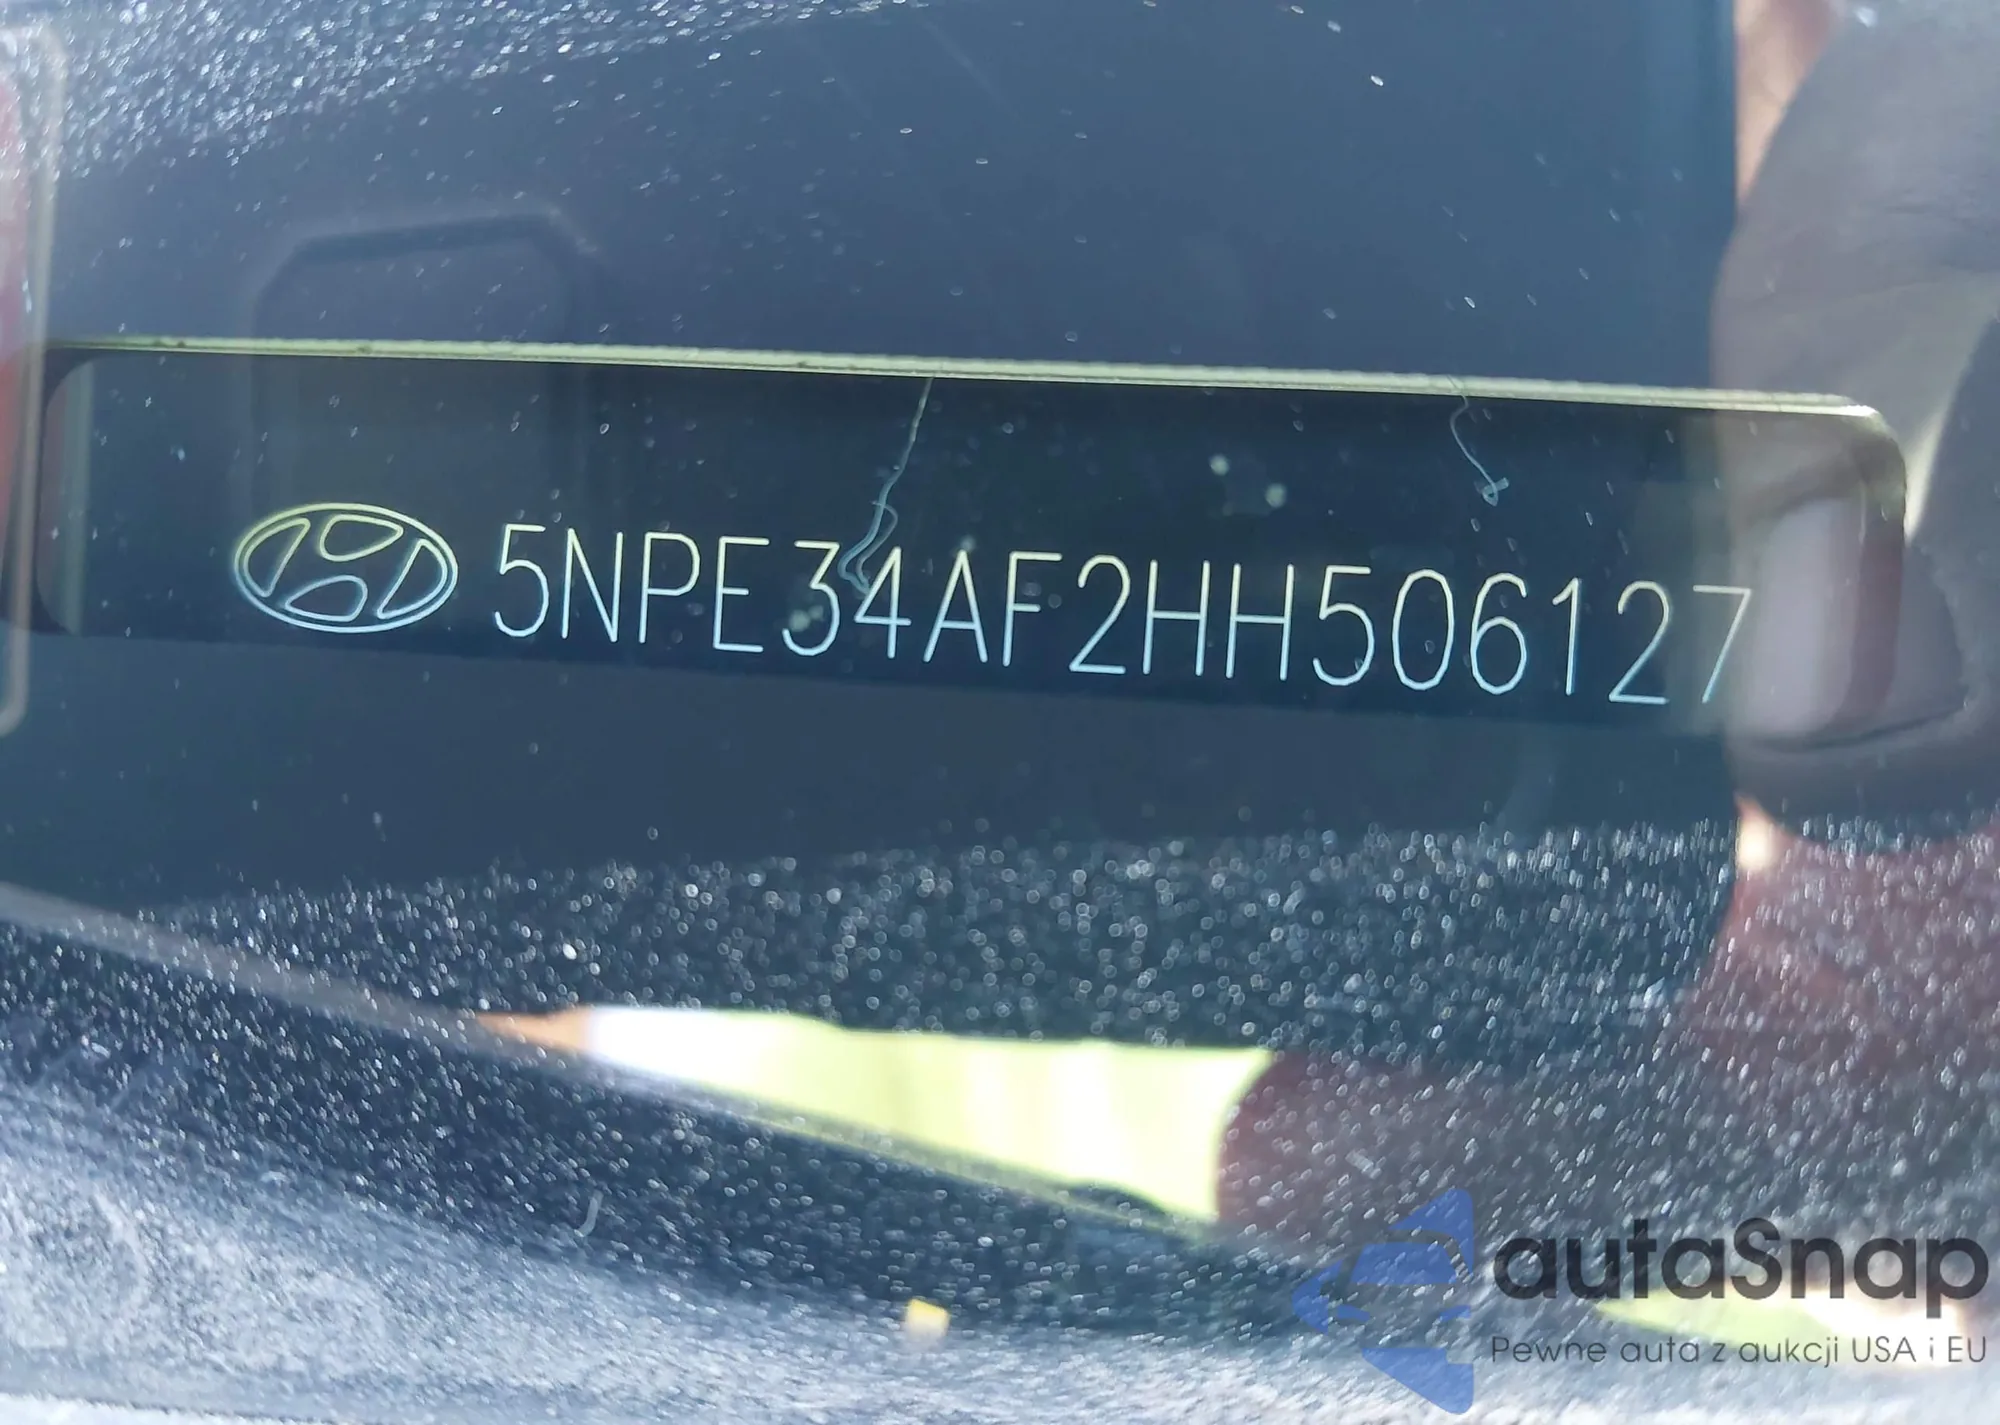 5NPE34AF2HH506127
autaSnap
Pewne auta z aukcji USA i EU